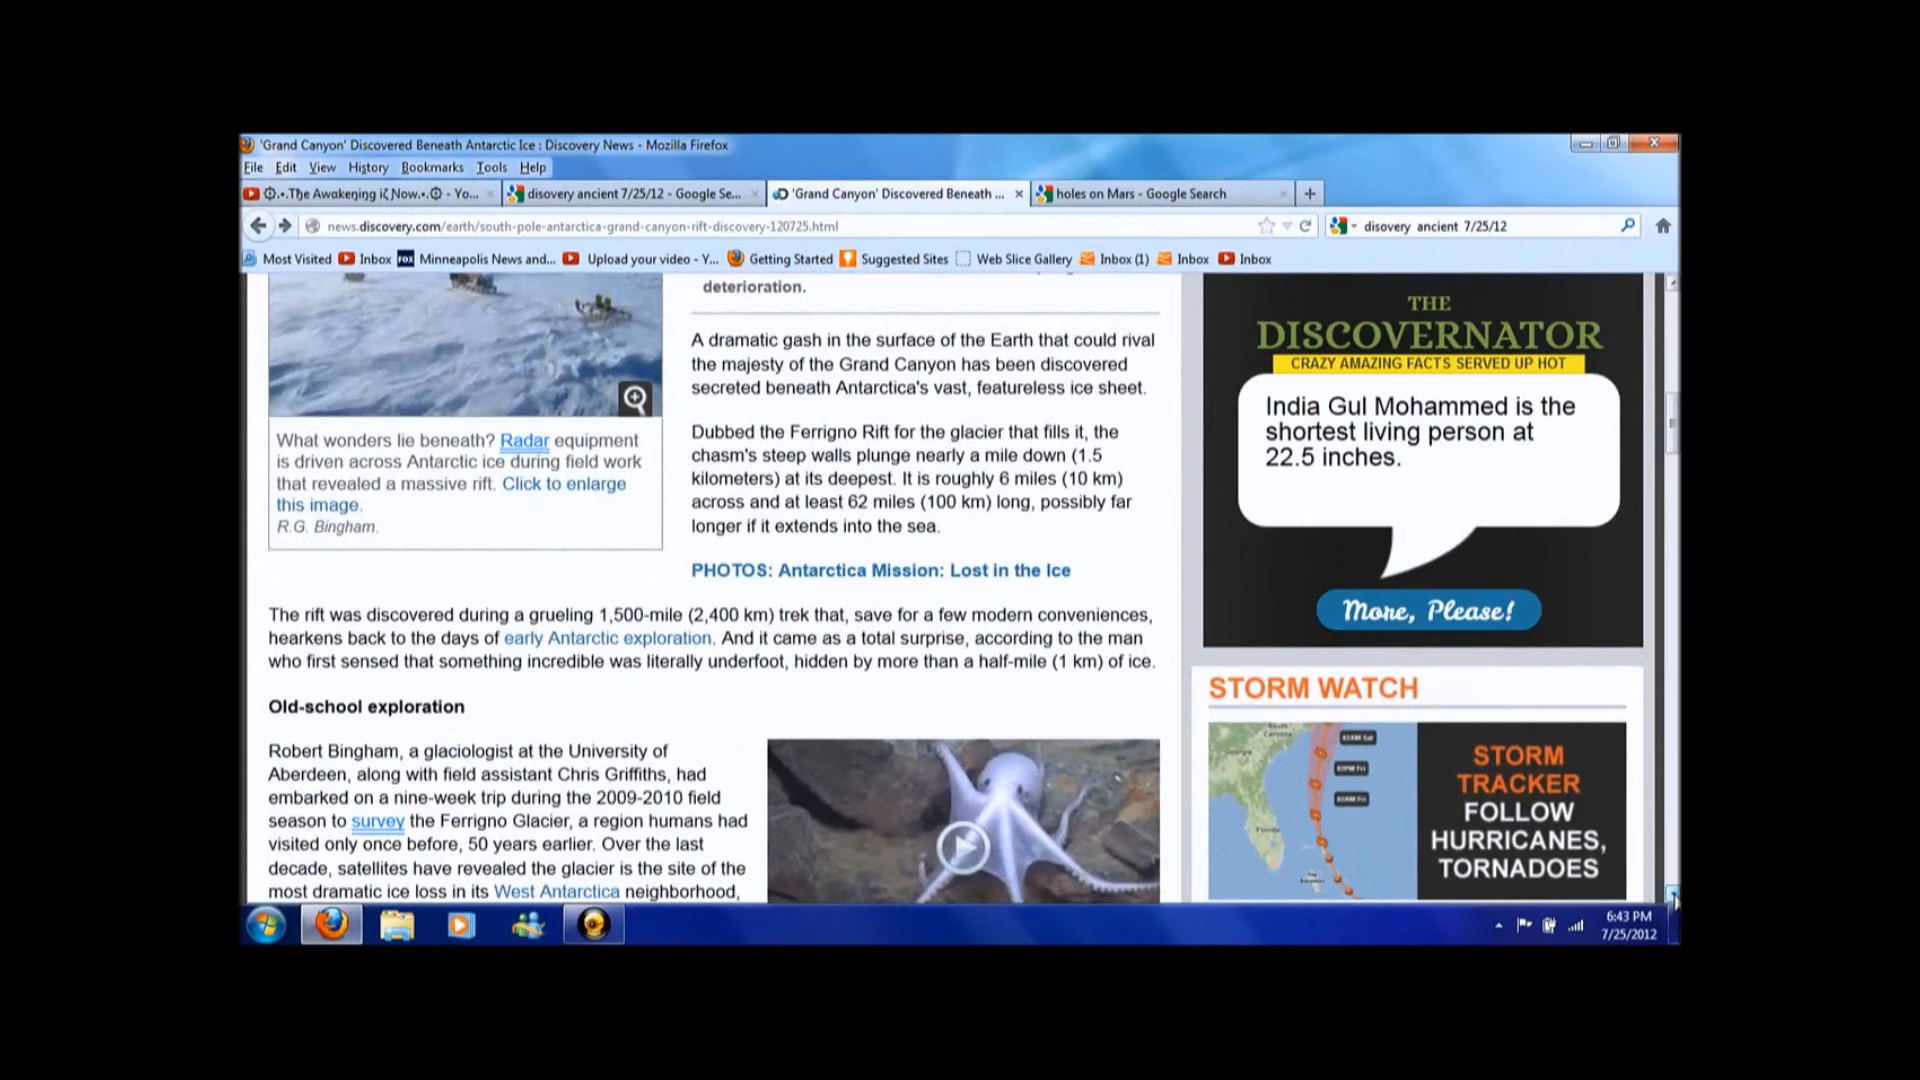 'Grand Canyon' Discovered Beneath Antarctic Ice : Discovery News - Mozilla Firefox
File Edit View History Bookmarks Tools Help
- Yo...
disovery ancient 7/25/12 - Google Se...
'Grand Canyon' Discovered Beneath ...
holes on Mars - Google Search
news.discovery.com/earth/south-pole-antarctica-grand-canyon-rift-discovery-120725.html
disovery ancient 7/25/12
Most Visited Inbox FOX Minneapolis News and... Upload your video - Y... Getting Started Suggested Sites Web Slice Gallery Inbox (1) Inbox Inbox
deterioration.
A dramatic gash in the surface of the Earth that could rival
the majesty of the Grand Canyon has been discovered
secreted beneath Antarctica's vast, featureless ice sheet.
What wonders lie beneath? Radar equipment
is driven across Antarctic ice during field work
that revealed a massive rift. Click to enlarge
this image.
R.G. Bingham.
Dubbed the Ferrigno Rift for the glacier that fills it, the
chasm's steep walls plunge nearly a mile down (1.5
kilometers) at its deepest. It is roughly 6 miles (10 km)
across and at least 62 miles (100 km) long, possibly far
longer if it extends into the sea.
PHOTOS: Antarctica Mission: Lost in the Ice
The rift was discovered during a grueling 1,500-mile (2,400 km) trek that, save for a few modern conveniences,
hearkens back to the days of early Antarctic exploration. And it came as a total surprise, according to the man
who first sensed that something incredible was literally underfoot, hidden by more than a half-mile (1 km) of ice.
Old-school exploration
Robert Bingham, a glaciologist at the University of
Aberdeen, along with field assistant Chris Griffiths, had
embarked on a nine-week trip during the 2009-2010 field
season to survey the Ferrigno Glacier, a region humans had
visited only once before, 50 years earlier. Over the last
decade, satellites have revealed the glacier is the site of the
most dramatic ice loss in its West Antarctica neighborhood,
THE
DISCOVERNATOR
CRAZY AMAZING FACTS SERVED UP HOT
India Gul Mohammed is the
shortest living person at
22.5 inches.
More, Please!
STORM WATCH
Georgia
Florida
STORM
TRACKER
FOLLOW
HURRICANES,
TORNADOES
6:43 PM
7/25/2012